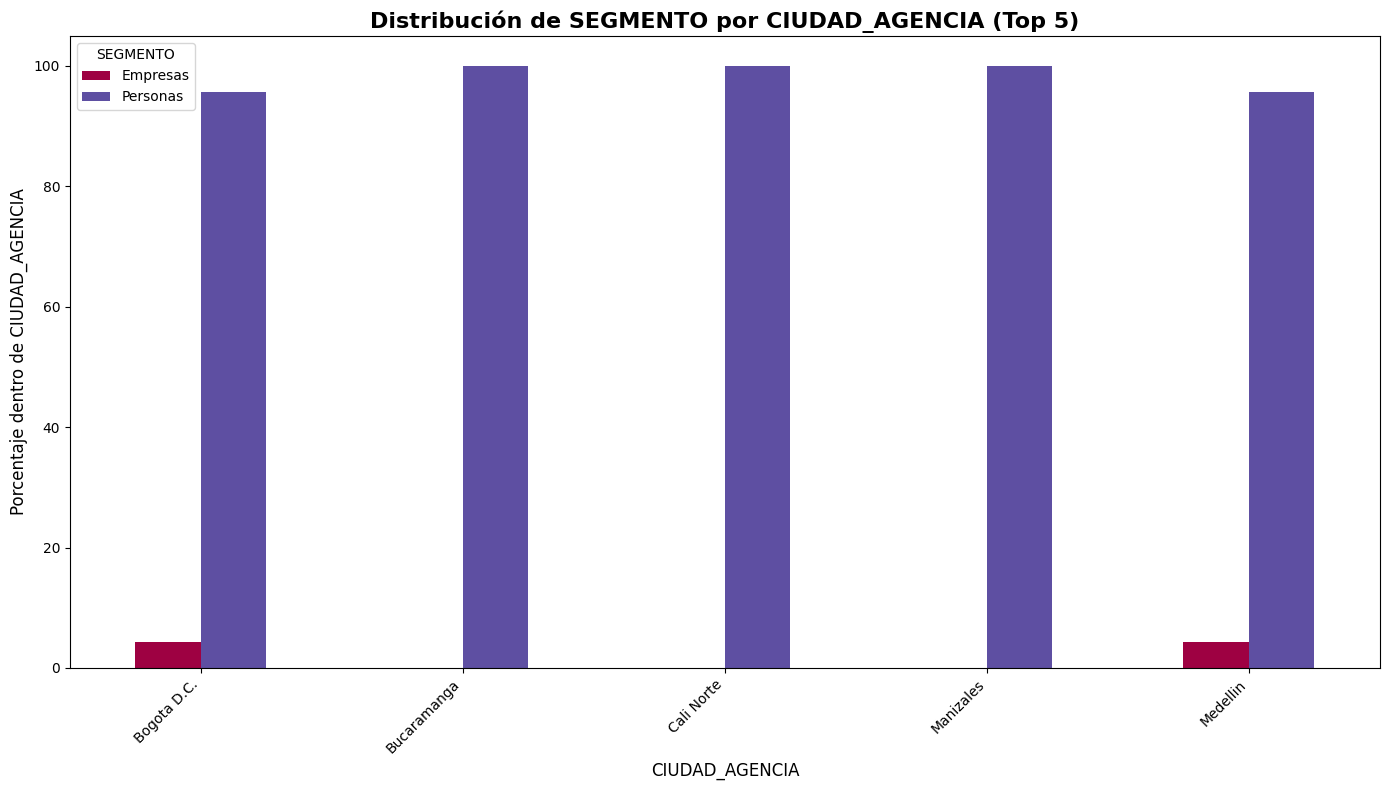 Distribución de SEGMENTO por CIUDAD_AGENCIA (Top 5)
SEGMENTO
Empresas
Personas
Porcentaje dentro de CIUDAD_AGENCIA
100
80
60
40
20
0
Bogota D.C.
Bucaramanga
Cali Norte
Manizales
Medellin
CIUDAD_AGENCIA